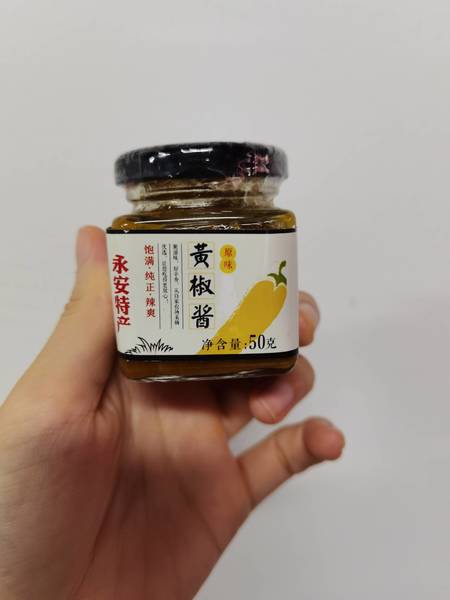 永安特产
饱满·纯正·辣爽
黄椒酱
原味
净含量:50克